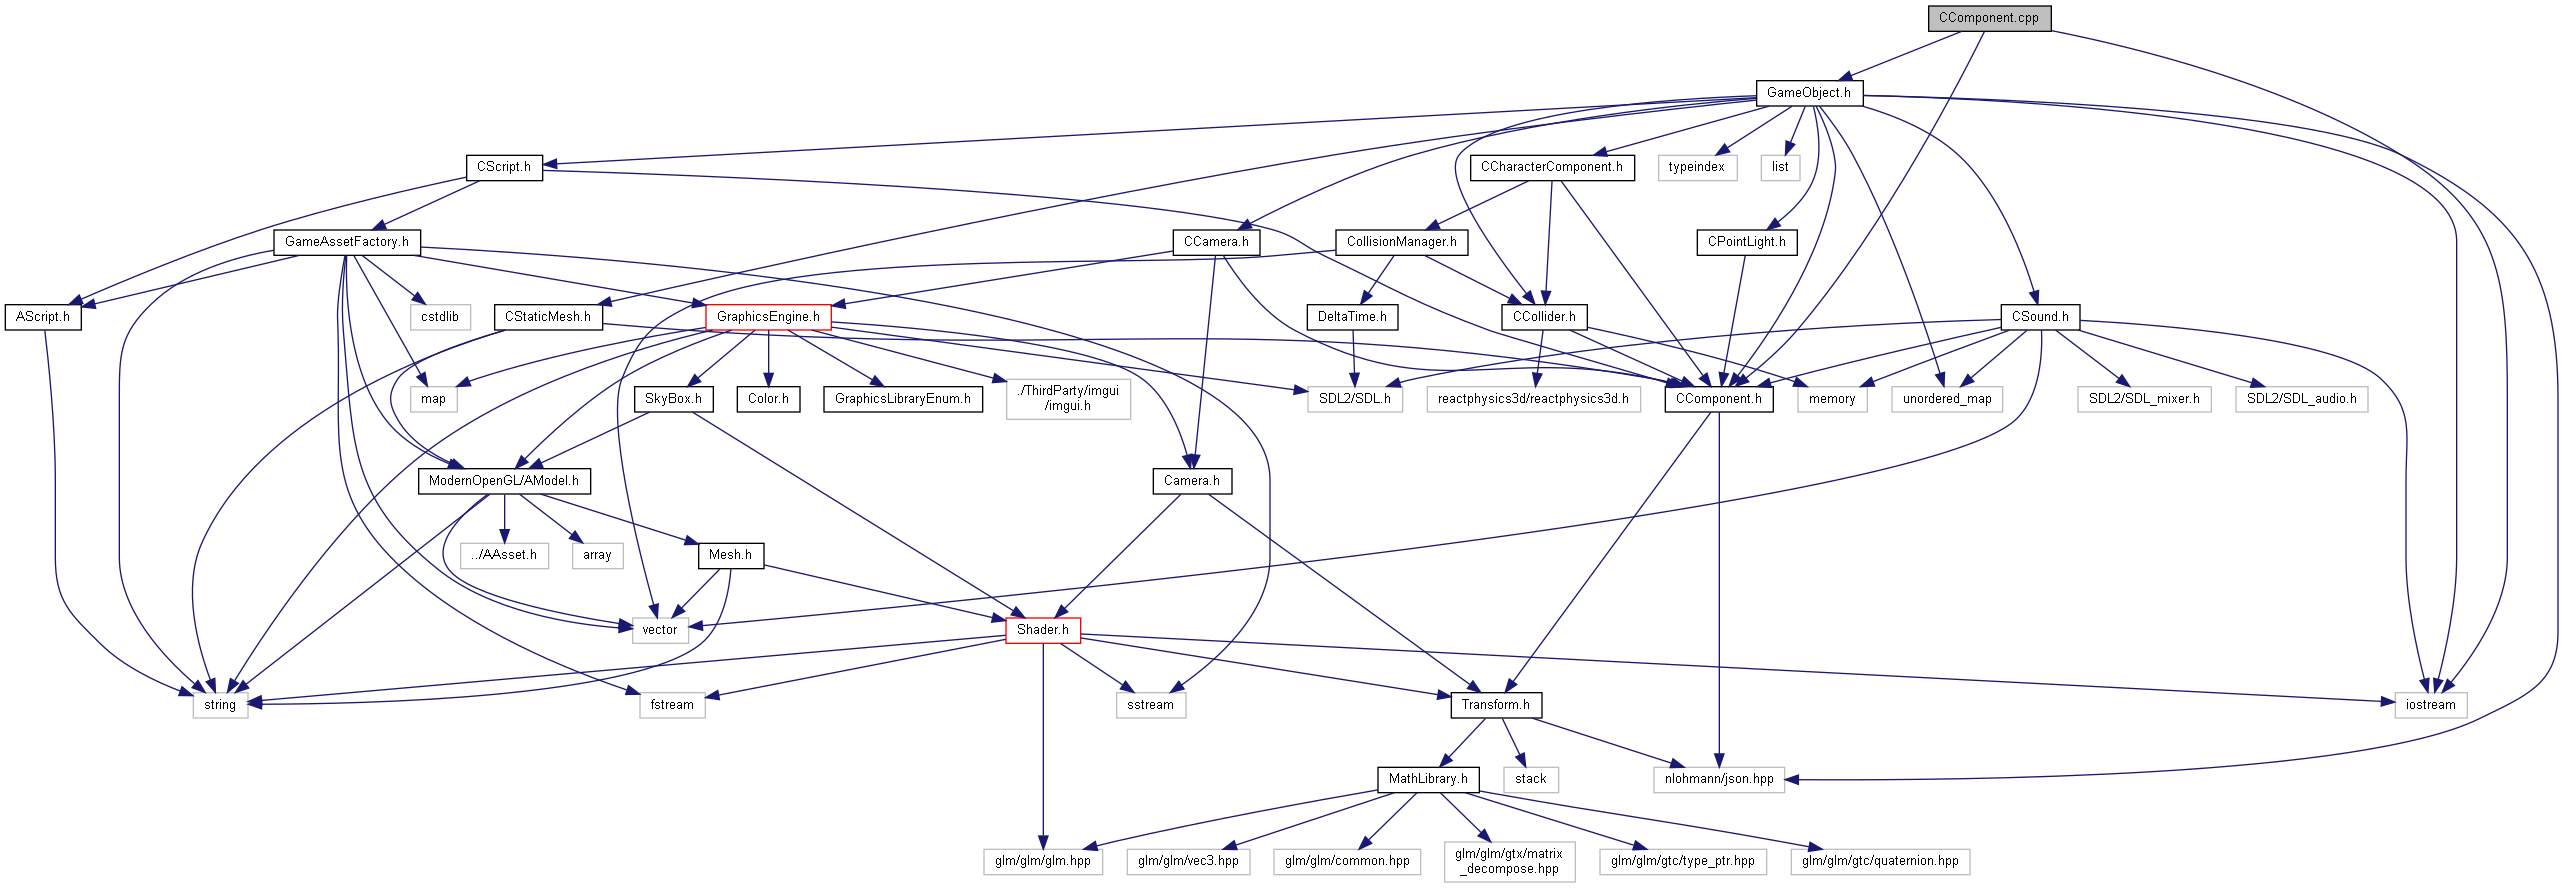 CComponent.cpp
GameObject.h
CScript.h
CCharacterComponent.h
typeindex
list
GameAssetFactory.h
CCamera.h
CollisionManager.h
CPointLight.h
AScript.h
cstdlib
CStaticMesh.h
GraphicsEngine.h
DeltaTime.h
CCollider.h
CSound.h
map
SkyBox.h
Color.h
GraphicsLibraryEnum.h
./ThirdParty/imgui
/imgui.h
SDL2/SDL.h
reactphysics3d/reactphysics3d.h
CComponent.h
memory
unordered_map
SDL2/SDL_mixer.h
SDL2/SDL_audio.h
ModernOpenGL/AModel.h
Camera.h
../AAsset.h
array
Mesh.h
vector
Shader.h
string
fstream
sstream
Transform.h
iostream
MathLibrary.h
stack
nlohmann/json.hpp
glm/glm/glm.hpp
glm/glm/vec3.hpp
glm/glm/common.hpp
glm/glm/gtx/matrix
_decompose.hpp
glm/glm/gtc/type_ptr.hpp
glm/glm/gtc/quaternion.hpp